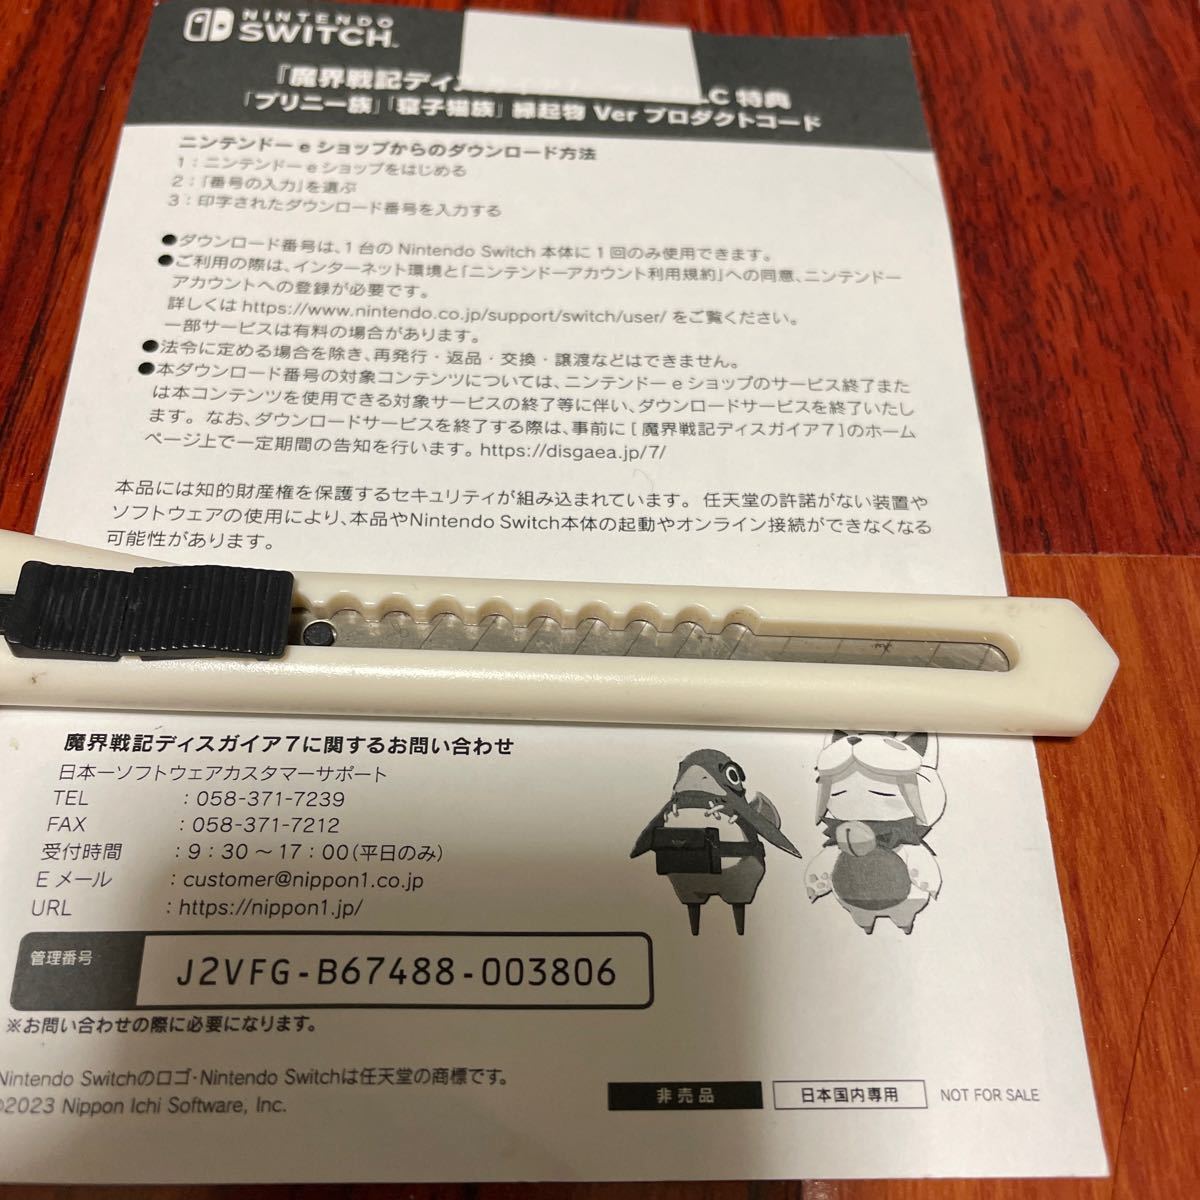 NINTENDO
SWITCH™
『魔界戦記ディス LC 特典
「プリニー族」「寝子猫族」縁起物 Ver プロダクトコード
ニンテンドー e ショップからのダウンロード方法
1:ニンテンドー e ショップをはじめる
2:「番号の入力」を選ぶ
3:印字されたダウンロード番号を入力する
●ダウンロード番号は、1 台の Nintendo Switch 本体に 1 回のみ使用できます。
●ご利用の際は、インターネット環境と「ニンテンドーアカウント利用規約」への同意、ニンテンドー
アカウントへの登録が必要です。
詳しくは https://www.nintendo.co.jp/support/switch/user/ をご覧ください。
一部サービスは有料の場合があります。
●法令に定める場合を除き、再発行・返品・交換・譲渡などはできません。
●本ダウンロード番号の対象コンテンツについては、ニンテンドー e ショップのサービス終了また
は本コンテンツを使用できる対象サービスの終了等に伴い、ダウンロードサービスを終了いたし
ます。なお、ダウンロードサービスを終了する際は、事前に [ 魔界戦記ディスガイア7 ] のホーム
ページ上で一定期間の告知を行います。https://disgaea.jp/7/
本品には知的財産権を保護するセキュリティが組み込まれています。任天堂の許諾がない装置や
ソフトウェアの使用により、本品やNintendo Switch本体の起動やオンライン接続ができなくなる
可能性があります。
魔界戦記ディスガイア7に関するお問い合わせ
日本一ソフトウェアカスタマーサポート
TEL :058-371-7239
FAX :058-371-7212
受付時間 :9:30～17:00(平日のみ)
E メール :customer@nippon1.co.jp
URL :https://nippon1.jp/
管理番号 J2VFG-B67488-003806
※お問い合わせの際に必要になります。
Nintendo Switchのロゴ・Nintendo Switchは任天堂の商標です。
©2023 Nippon Ichi Software, Inc.
非売品 日本国内専用 NOT FOR SALE